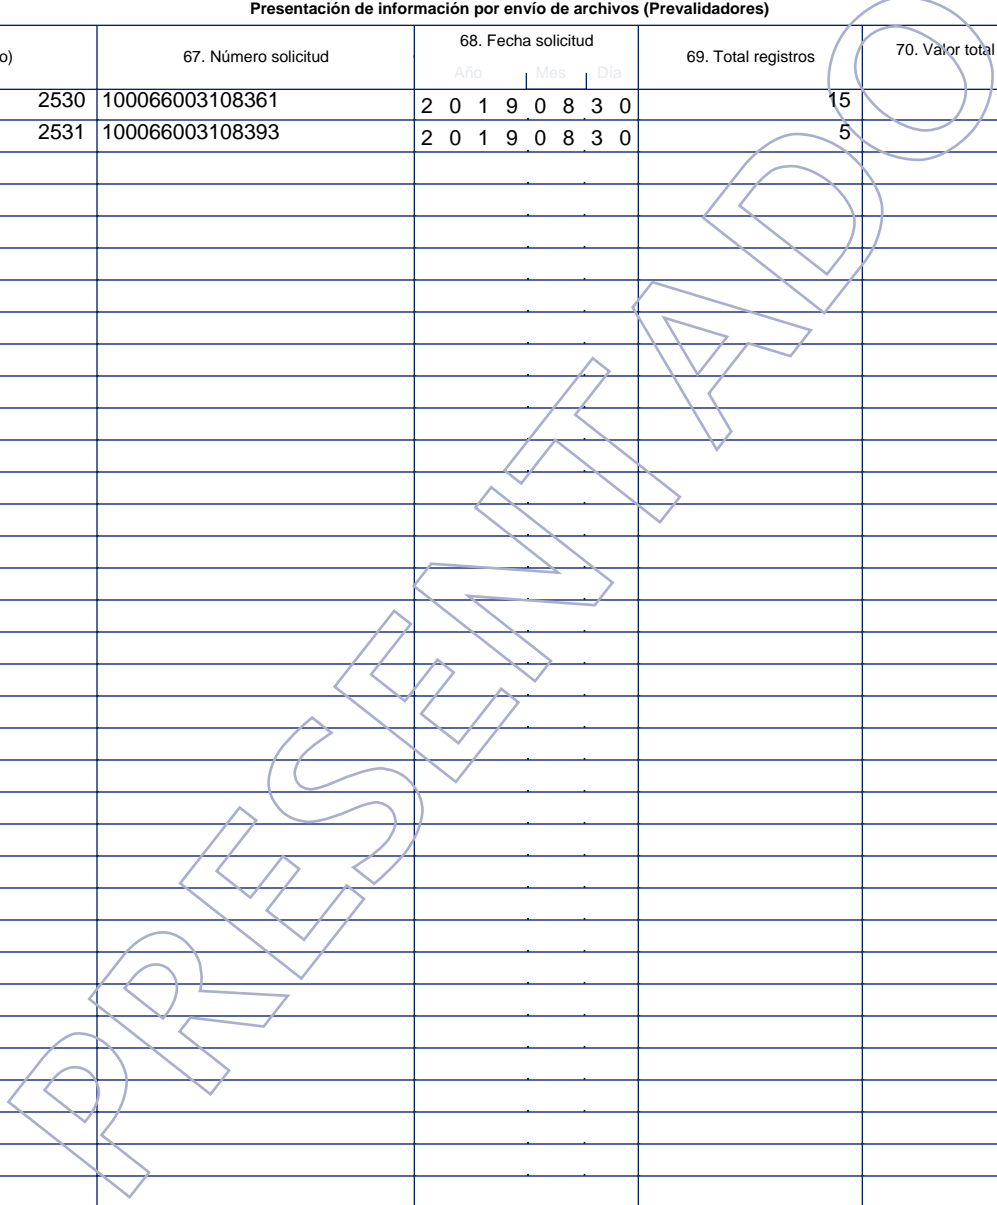 Presentación de información por envío de archivos (Prevalidadores)
o) 67. Número solicitud 68. Fecha solicitud 69. Total registros 70. Valor total
Año Mes Día
2530 100066003108361 2 0 1 9 0 8 3 0 15
2531 100066003108393 2 0 1 9 0 8 3 0 5
PRESENTADO